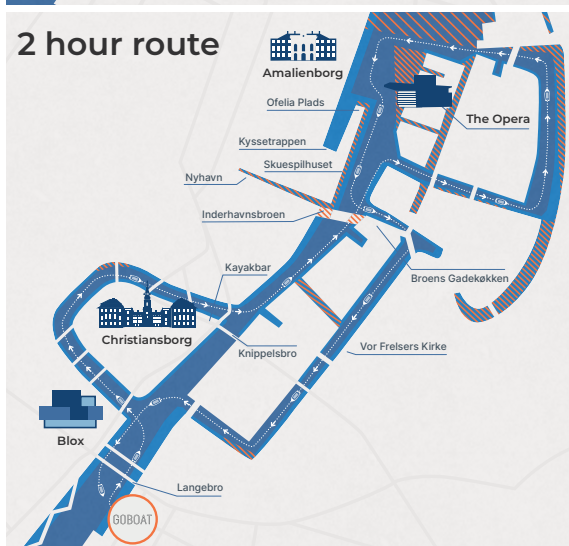 2 hour route
Amalienborg
Ofelia Plads
The Opera
Kyssetrappen
Skuespilhuset
Nyhavn
Inderhavnsbroen
Kayakbar
Broens Gadekøkken
Christiansborg
Knippelsbro
Vor Frelsers Kirke
Blox
Langebro
GOBOAT